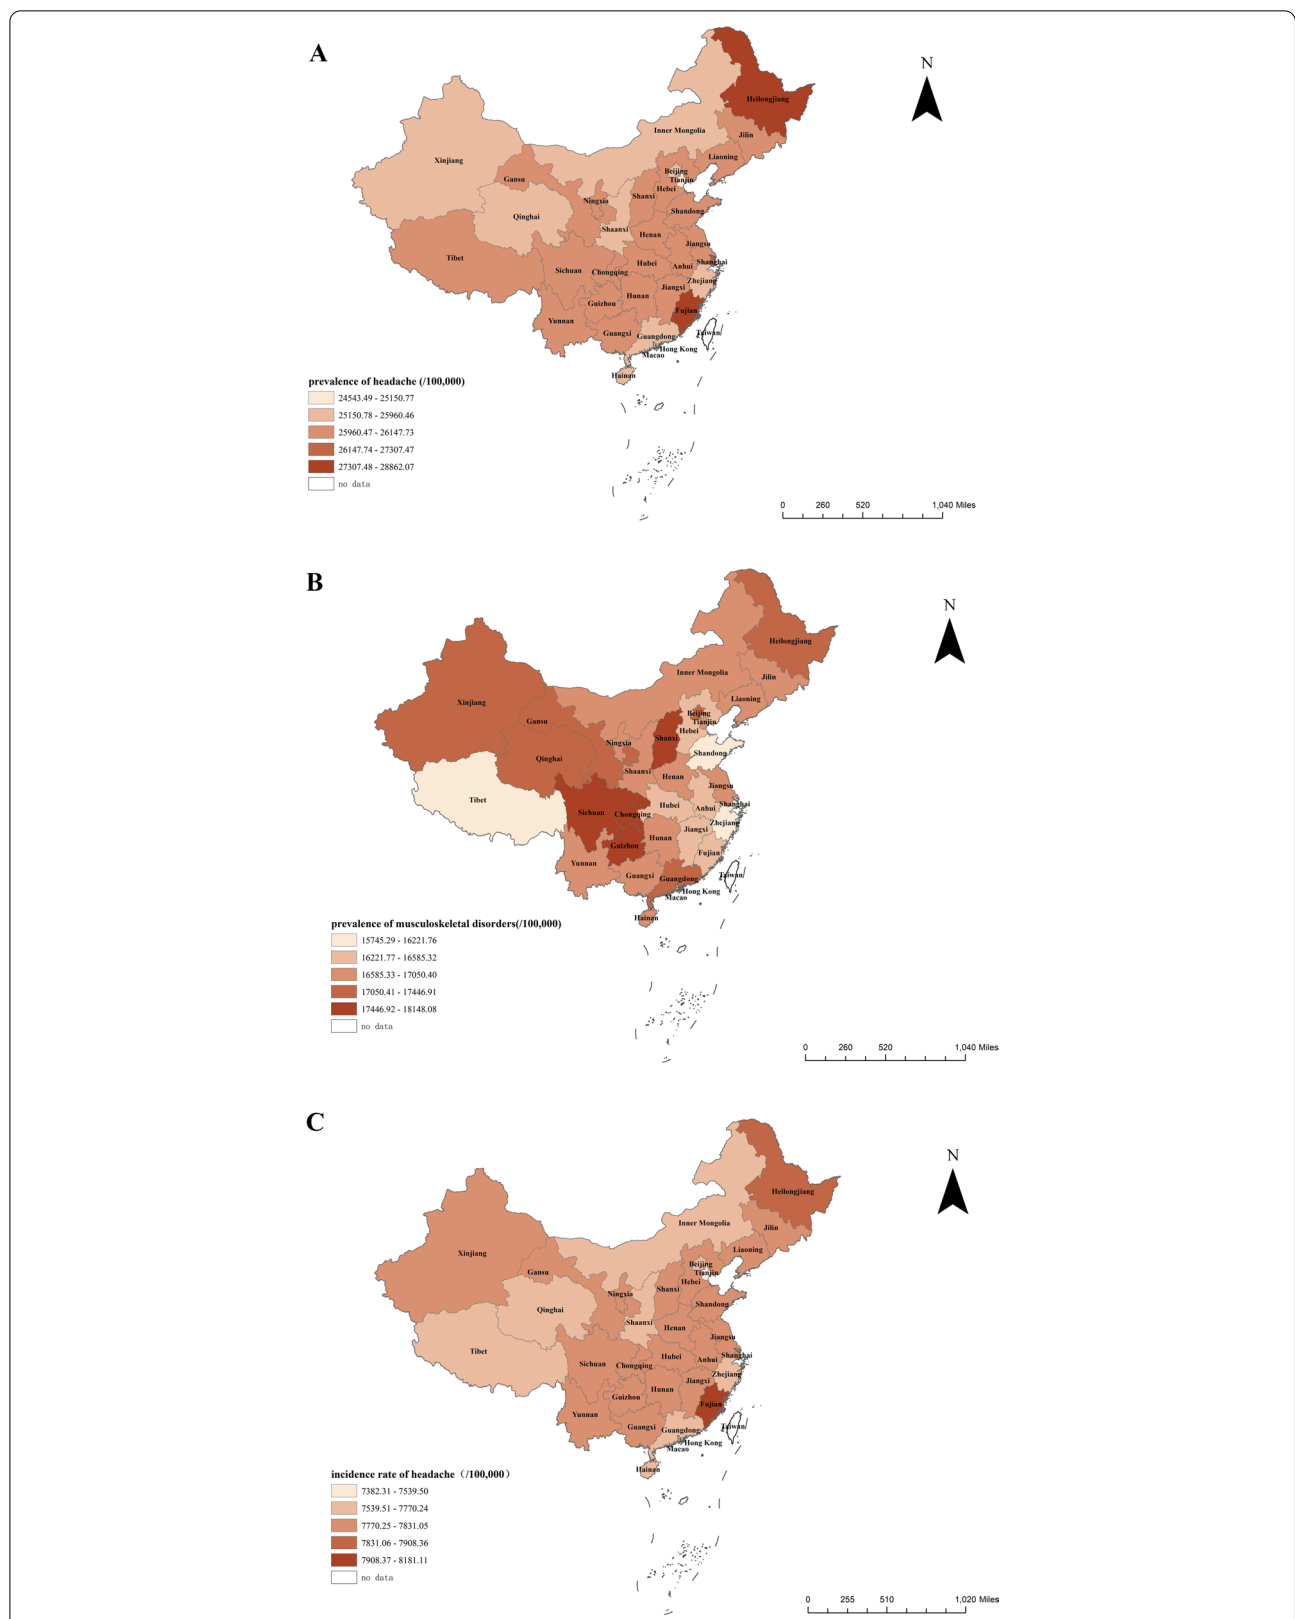 A
N
Heilongjiang
Inner Mongolia
Jilin
Xinjiang
Liaoning
Beijing
Gansu
Tianjin
Hebei
Shanxi
Ningxia
Shandong
Qinghai
Shaanxi
Henan
Jiangsu
Tibet
Shanghai
Hubei
Anhui
Sichuan
Chongqing
Zhejiang
Jiangxi
Hunan
Guizhou
Fujian
Yunnan
Guangxi
Taiwan
Guangdong
Hong Kong
Macao
Hainan
prevalence of headache (/100,000)
24543.49 - 25150.77
25150.78 - 25960.46
25960.47 - 26147.73
26147.74 - 27307.47
27307.48 - 28862.07
no data
0 260 520 1,040 Miles
B
N
Heilongjiang
Inner Mongolia
Jilin
Liaoning
Xinjiang
Beijing
Gansu
Tianjin
Hebei
Shanxi
Ningxia
Shandong
Qinghai
Shaanxi
Henan
Jiangsu
Tibet
Shanghai
Hubei
Anhui
Sichuan
Chongqing
Zhejiang
Jiangxi
Hunan
Guizhou
Fujian
Yunnan
Guangxi
Taiwan
Guangdong
Hong Kong
Macao
Hainan
prevalence of musculoskeletal disorders(/100,000)
15745.29 - 16221.76
16221.77 - 16585.32
16585.33 - 17050.40
17050.41 - 17446.91
17446.92 - 18148.08
no data
0 260 520 1,040 Miles
C
N
Heilongjiang
Inner Mongolia
Jilin
Liaoning
Xinjiang
Beijing
Gansu
Tianjin
Hebei
Shanxi
Ningxia
Shandong
Qinghai
Shaanxi
Henan
Jiangsu
Tibet
Shanghai
Hubei
Anhui
Sichuan
Chongqing
Zhejiang
Jiangxi
Hunan
Guizhou
Fujian
Yunnan
Guangxi
Taiwan
Guangdong
Hong Kong
Macao
Hainan
incidence rate of headache（/100,000）
7382.31 - 7539.50
7539.51 - 7770.24
7770.25 - 7831.05
7831.06 - 7908.36
7908.37 - 8181.11
no data
0 255 510 1,020 Miles